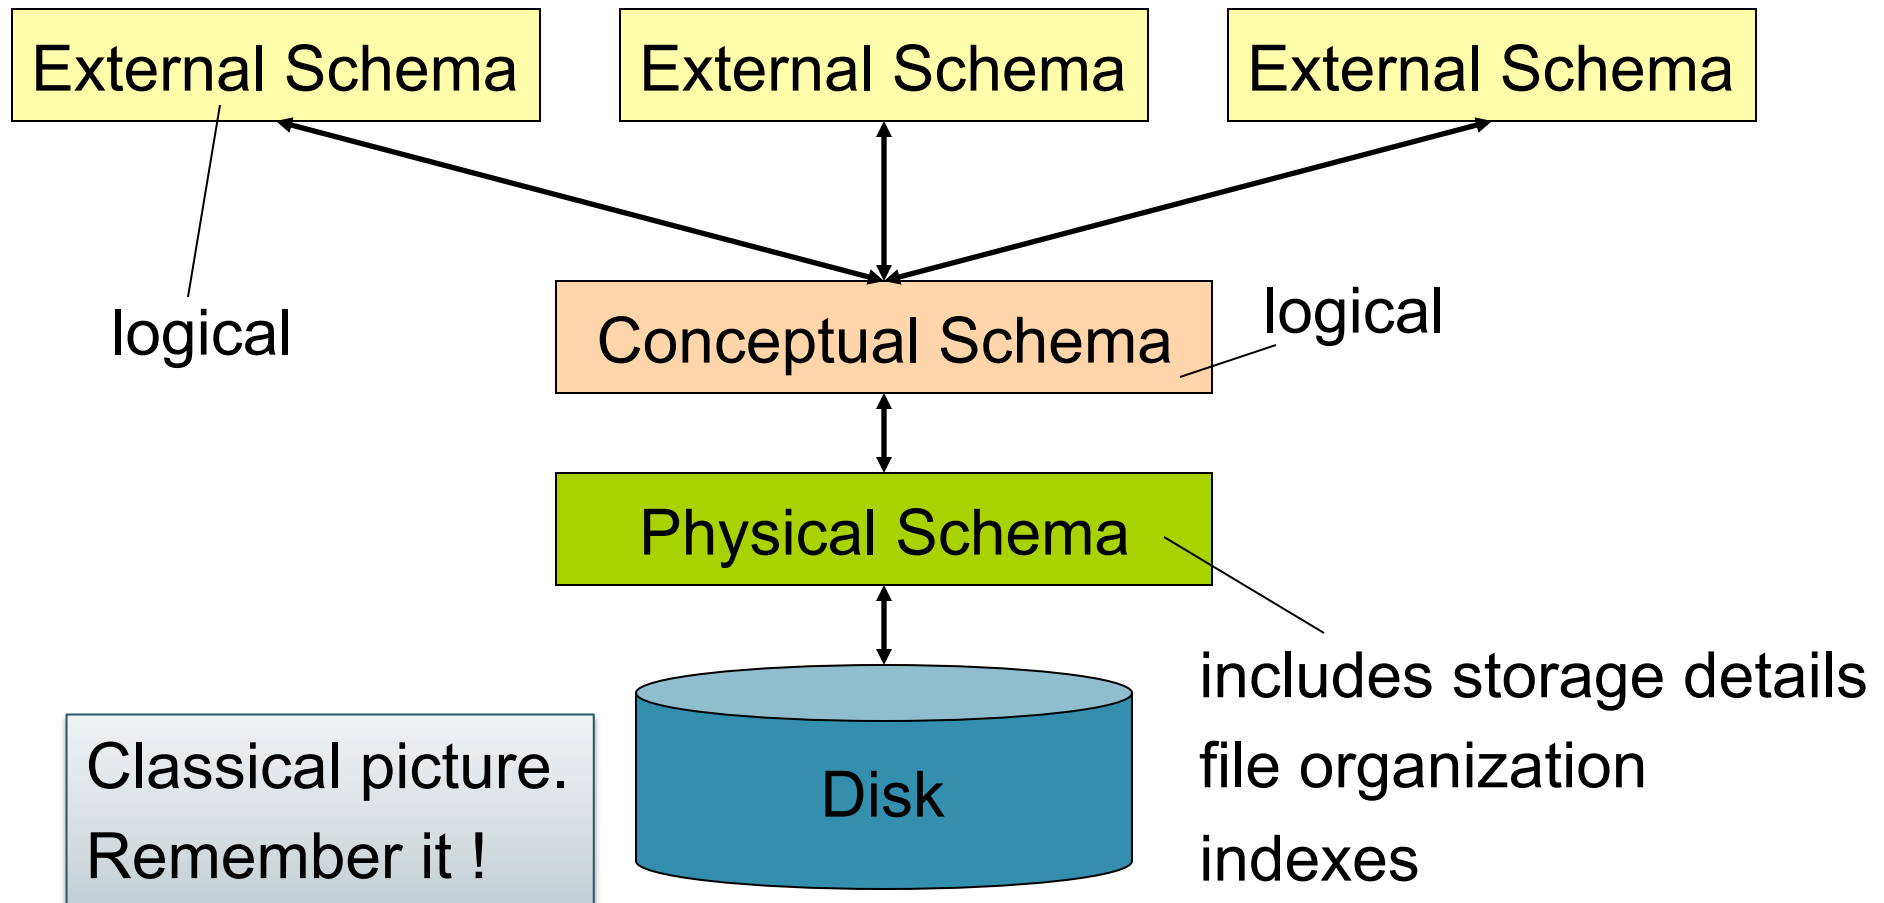 External Schema
External Schema
External Schema
logical
Conceptual Schema
logical
Physical Schema
includes storage details
file organization
indexes
Disk
Classical picture.
Remember it !